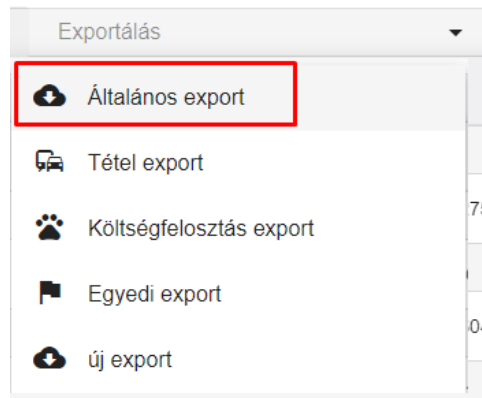 Exportálás
Általános export
Tétel export
Költségfelosztás export
Egyedi export
új export